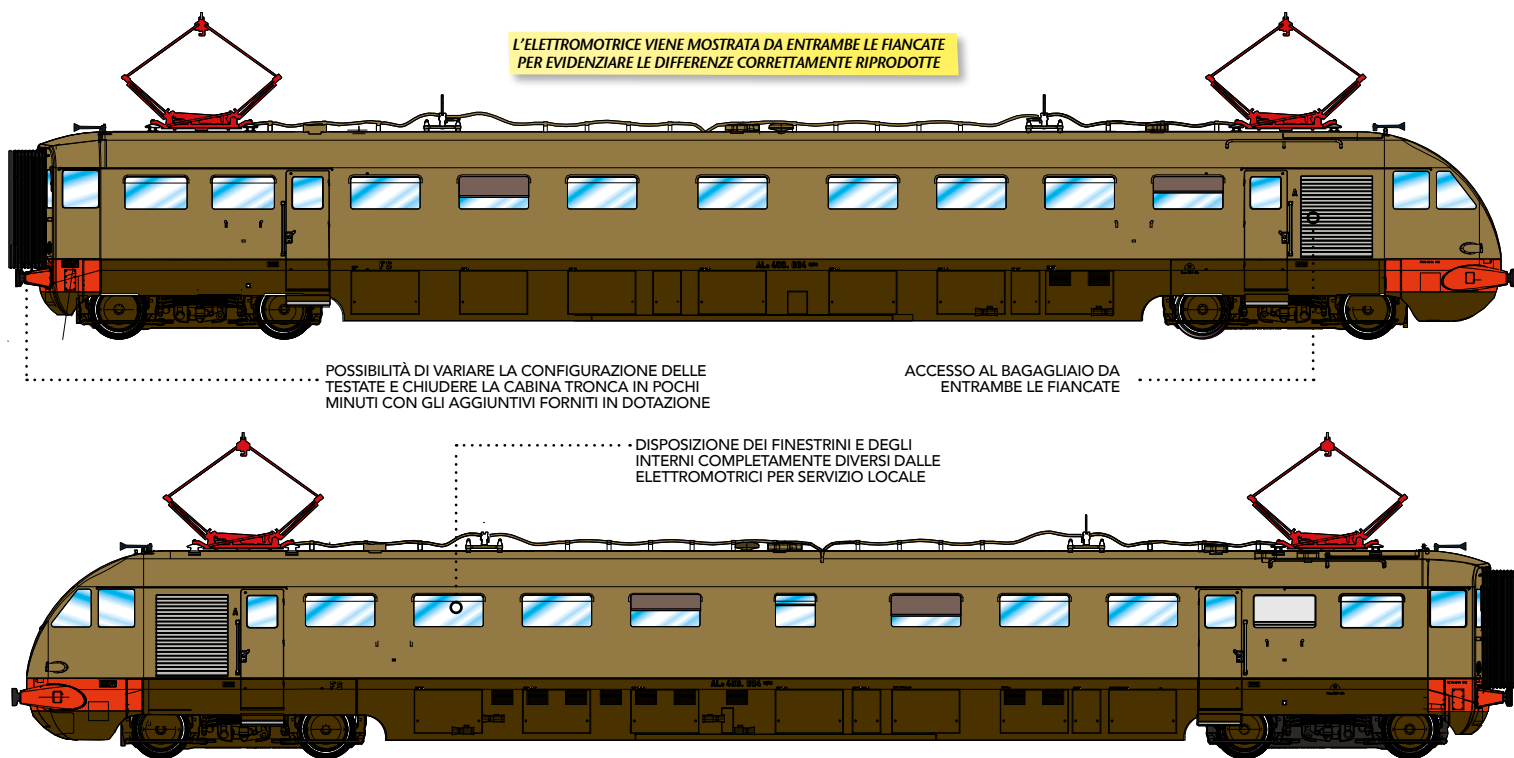 L'ELETTROMOTRICE VIENE MOSTRATA DA ENTRAMBE LE FIANCATE
PER EVIDENZIARE LE DIFFERENZE CORRETTAMENTE RIPRODOTTE
A
FS
POSSIBILITÀ DI VARIARE LA CONFIGURAZIONE DELLE
TESTATE E CHIUDERE LA CABINA TRONCA IN POCHI
MINUTI CON GLI AGGIUNTIVI FORNITI IN DOTAZIONE
ACCESSO AL BAGAGLIAIO DA
ENTRAMBE LE FIANCATE
DISPOSIZIONE DEI FINESTRINI E DEGLI
INTERNI COMPLETAMENTE DIVERSI DALLE
ELETTROMOTRICI PER SERVIZIO LOCALE
A
FS